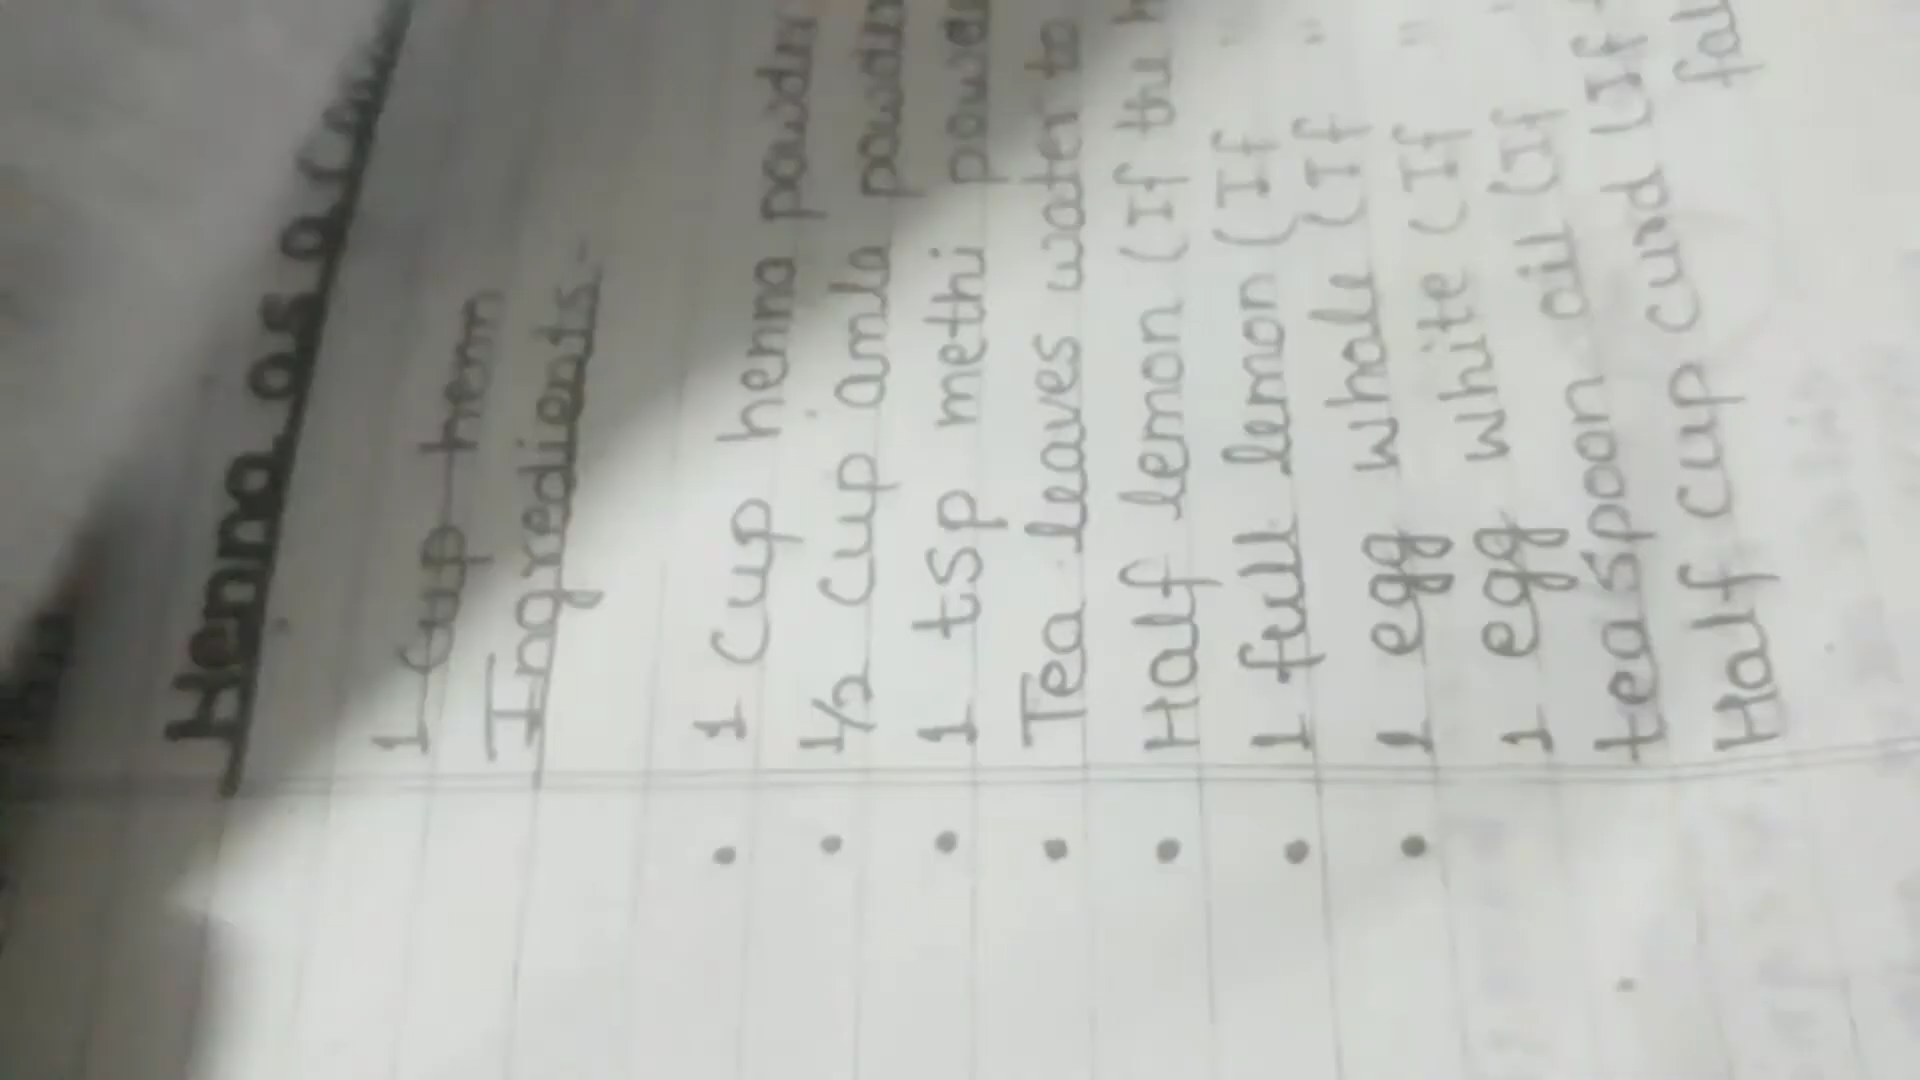 Henna as a
1 Cup hem
Ingredients-
• 1 Cup henna powder
• 1/2 Cup amla powder
• 1 tsp methi
• Tea leaves water to
• Half lemon (If the
• 1 full lemon (If "
• 1 egg whole (If "
1 egg white (If "
1 teaspoon oil (If
Half cup curd (If